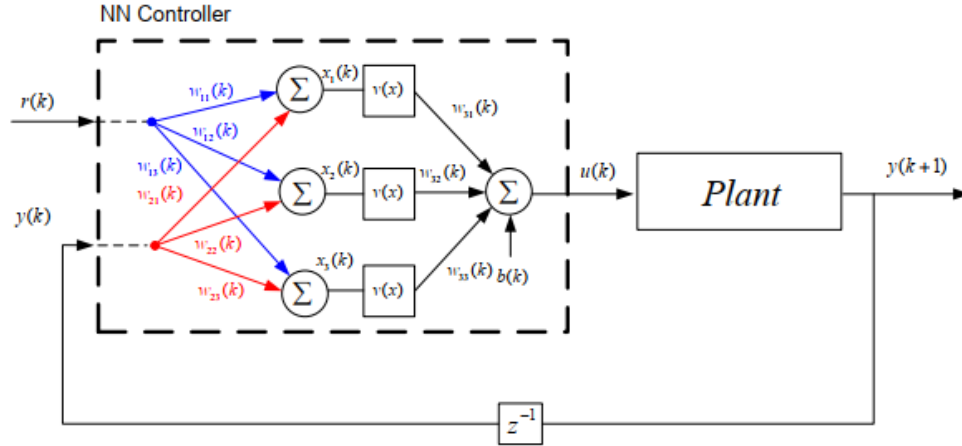 NN Controller
r(k)
y(k)
w₁₁(k)
w₁₂(k)
w₁₃(k)
w₂₁(k)
w₂₂(k)
w₂₃(k)
Σ
x₁(k)
v(x)
w₃₁(k)
Σ
x₂(k)
v(x)
w₃₂(k)
Σ
x₃(k)
v(x)
w₃₃(k)
Σ
b(k)
u(k)
Plant
y(k+1)
z⁻¹